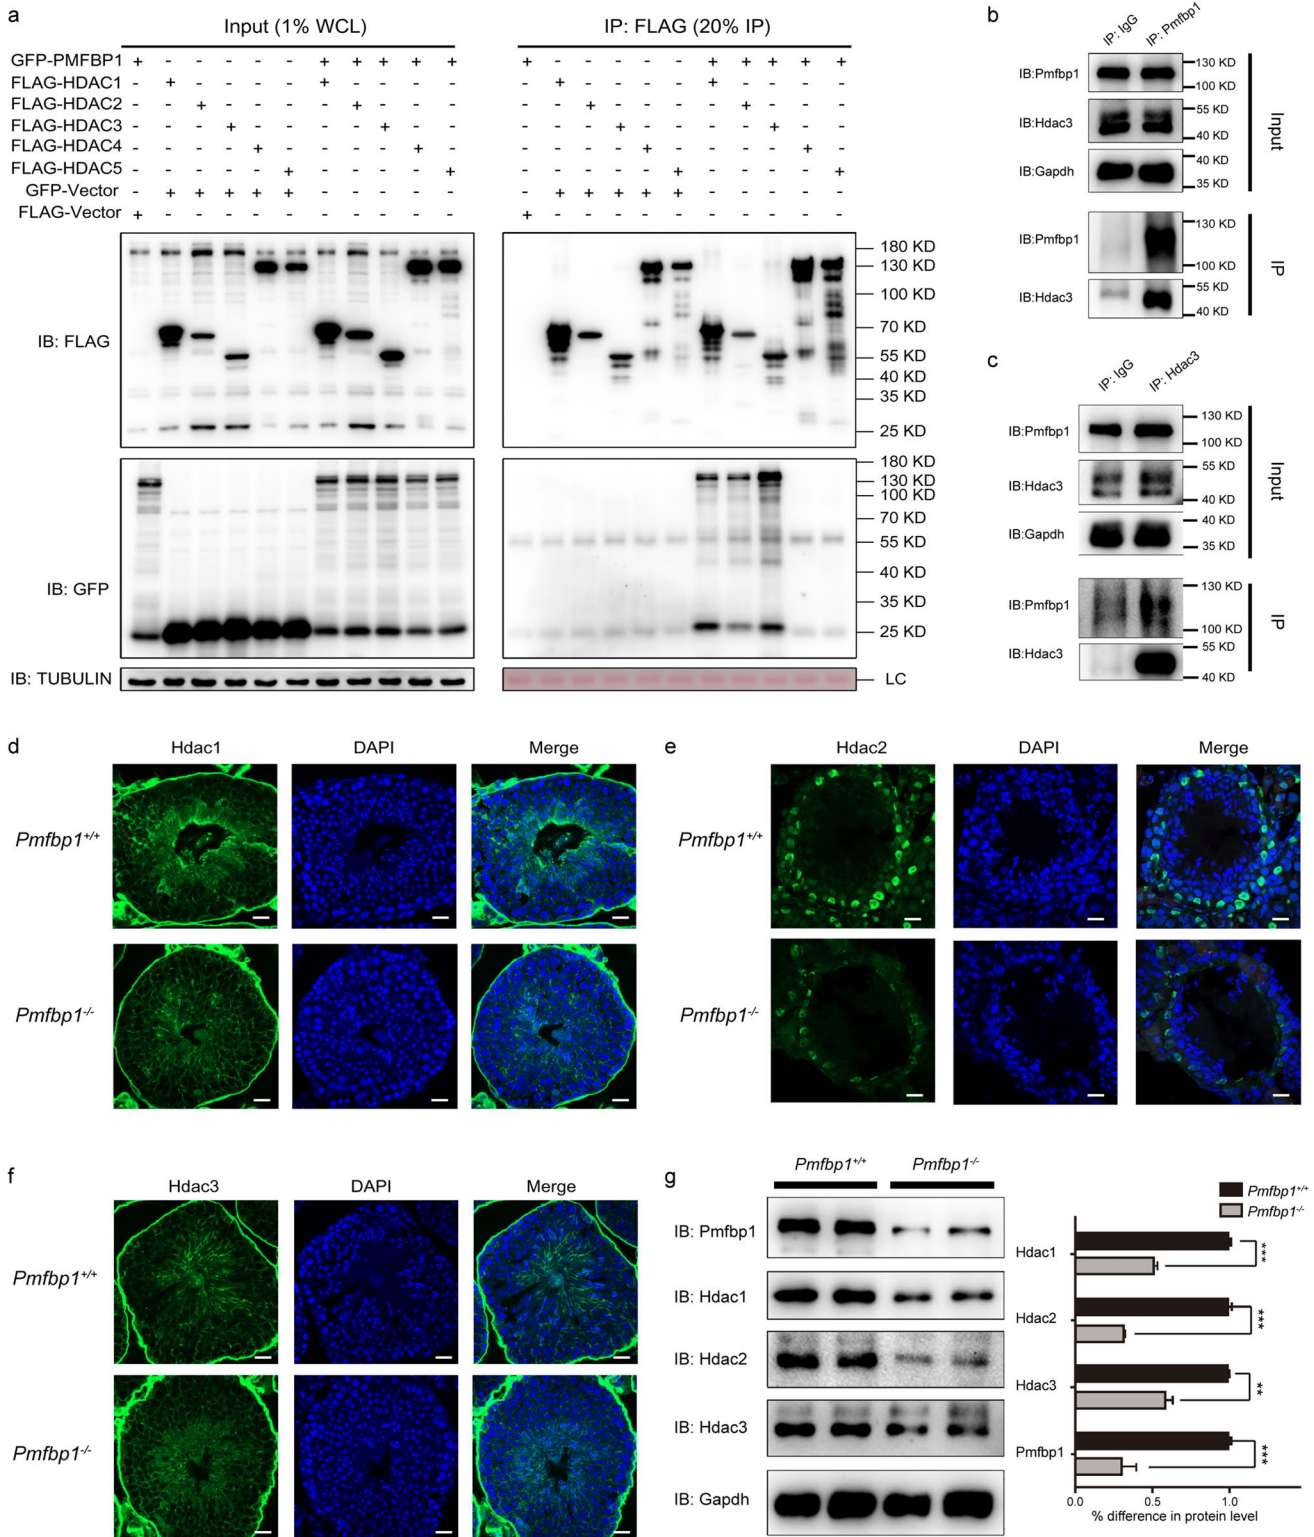 a
Input (1% WCL)
IP: FLAG (20% IP)
GFP-PMFBP1 + - - - - - + + + + + + - - - - - + + + + +
FLAG-HDAC1 - + - - - - + - - - - - + - - - - + - - - -
FLAG-HDAC2 - - + - - - - + - - - - - + - - - - + - - -
FLAG-HDAC3 - - - + - - - - + - - - - - + - - - - + - -
FLAG-HDAC4 - - - - + - - - - + - - - - - + - - - - + -
FLAG-HDAC5 - - - - - + - - - - + - - - - - + - - - - +
GFP-Vector - + + + + + - - - - - - + + + + + - - - - -
FLAG-Vector + - - - - - - - - - - + - - - - - - - - - -
IB: FLAG
180 KD
130 KD
100 KD
70 KD
55 KD
40 KD
35 KD
25 KD
IB: GFP
180 KD
130 KD
100 KD
70 KD
55 KD
40 KD
35 KD
25 KD
IB: TUBULIN
LC
b
IP: IgG
IP: Pmfbp1
IB:Pmfbp1
130 KD
100 KD
IB:Hdac3
55 KD
40 KD
IB:Gapdh
40 KD
35 KD
Input
IB:Pmfbp1
130 KD
100 KD
IB:Hdac3
55 KD
40 KD
IP
c
IP: IgG
IP: Hdac3
IB:Pmfbp1
130 KD
100 KD
IB:Hdac3
55 KD
40 KD
IB:Gapdh
40 KD
35 KD
Input
IB:Pmfbp1
130 KD
100 KD
IB:Hdac3
55 KD
40 KD
IP
d
Hdac1 DAPI Merge
Pmfbp1+/+
Pmfbp1-/-
e
Hdac2 DAPI Merge
Pmfbp1+/+
Pmfbp1-/-
f
Hdac3 DAPI Merge
Pmfbp1+/+
Pmfbp1-/-
g
Pmfbp1+/+ Pmfbp1-/-
IB: Pmfbp1
IB: Hdac1
IB: Hdac2
IB: Hdac3
IB: Gapdh
Pmfbp1+/+
Pmfbp1-/-
Hdac1
***
Hdac2
***
Hdac3
**
Pmfbp1
***
0.0 0.5 1.0
% difference in protein level